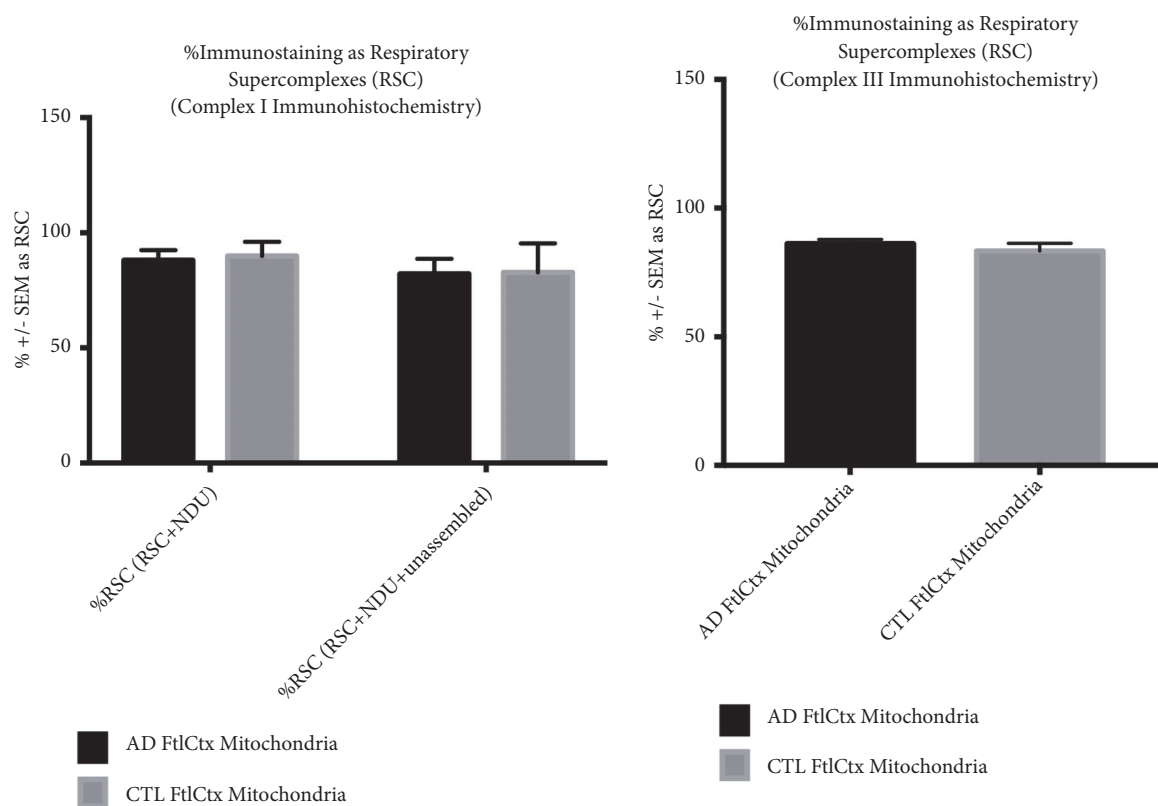 %Immunostaining as Respiratory
Supercomplexes (RSC)
(Complex I Immunohistochemistry)
150
100
50
0
% +/- SEM as RSC
%RSC (RSC+NDU)
%RSC (RSC+NDU+unassembled)
AD FtlCtx Mitochondria
CTL FtlCtx Mitochondria
%Immunostaining as Respiratory
Supercomplexes (RSC)
(Complex III Immunohistochemistry)
150
100
50
0
% +/- SEM as RSC
AD FtlCtx Mitochondria
CTL FtlCtx Mitochondria
AD FtlCtx Mitochondria
CTL FtlCtx Mitochondria